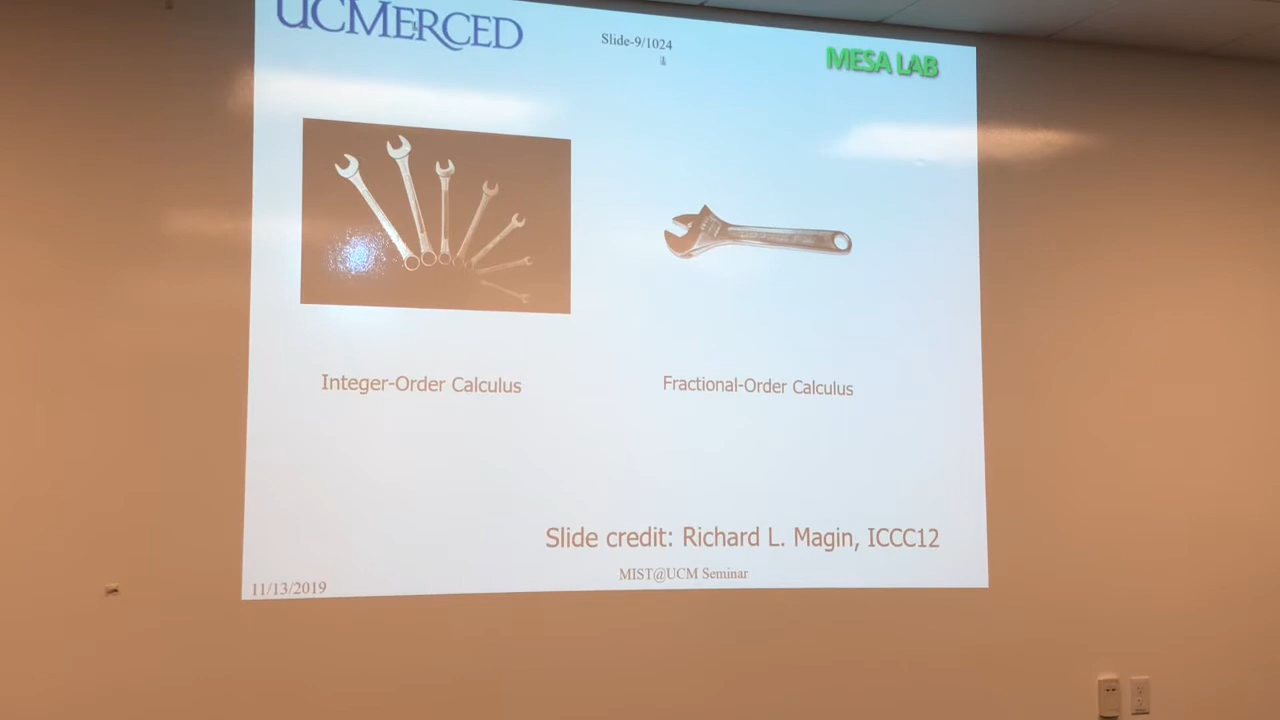 UCMERCED
Slide-9/1024
MESA LAB
Integer-Order Calculus
Fractional-Order Calculus
Slide credit: Richard L. Magin, ICCC12
MIST@UCM Seminar
11/13/2019